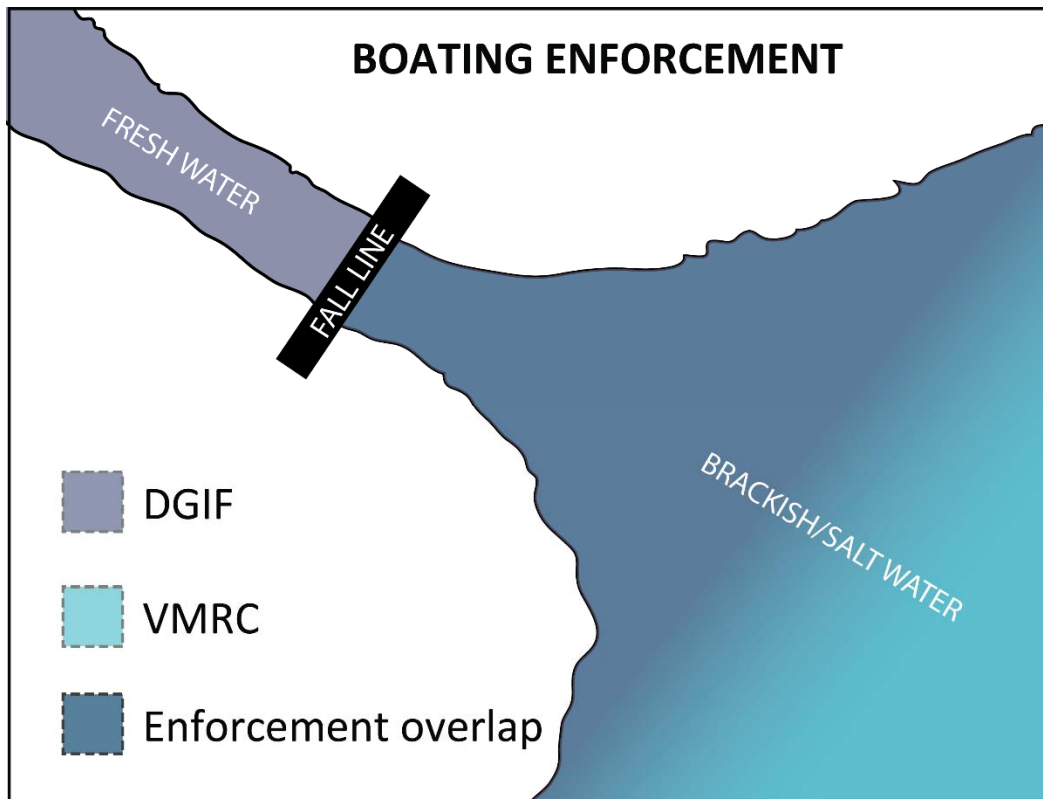 BOATING ENFORCEMENT
FRESH WATER
FALL LINE
BRACKISH/SALT WATER
DGIF
VMRC
Enforcement overlap